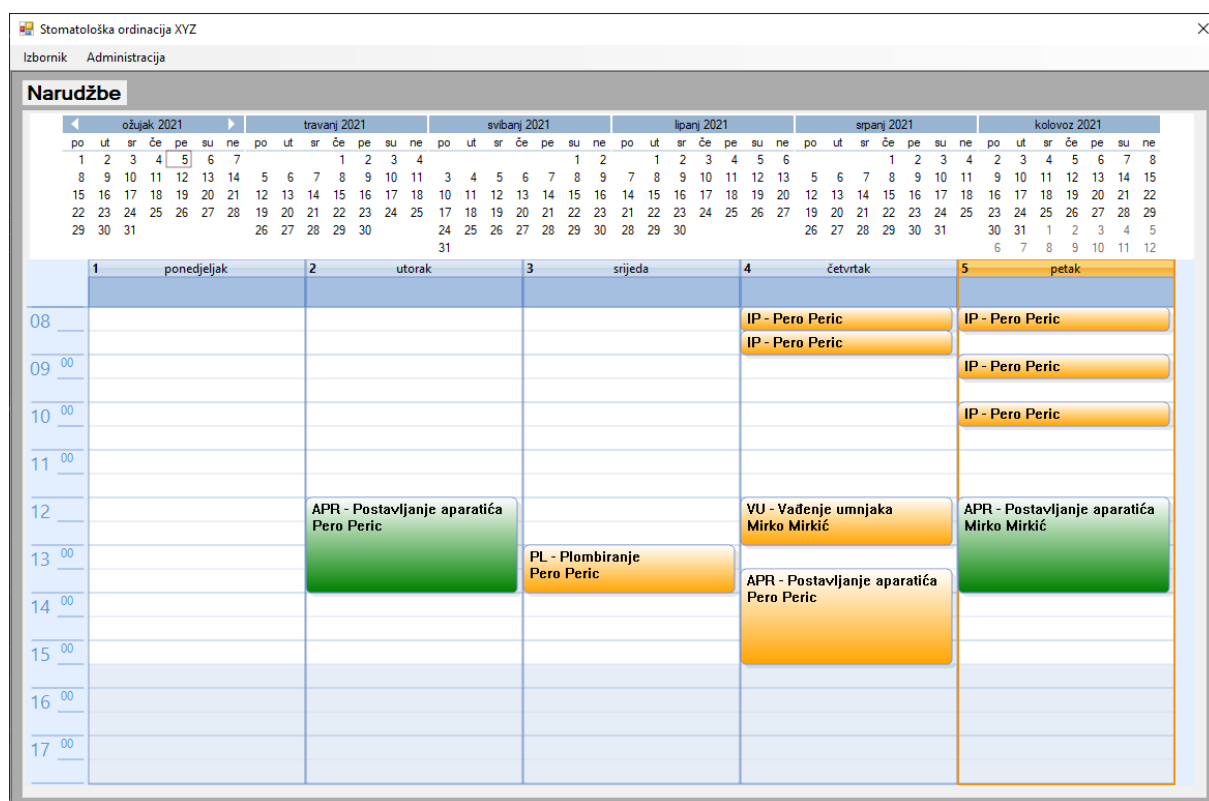 Stomatološka ordinacija XYZ
Izbornik Administracija
Narudžbe
ožujak 2021 travanj 2021 svibanj 2021 lipanj 2021 srpanj 2021 kolovoz 2021
po ut sr če pe su ne po ut sr če pe su ne po ut sr če pe su ne po ut sr če pe su ne po ut sr če pe su ne po ut sr če pe su ne
1 2 3 4 5 6 7 1 2 3 4 1 2 1 2 3 4 5 6 1 2 3 4 2 3 4 5 6 7 8
8 9 10 11 12 13 14 5 6 7 8 9 10 11 3 4 5 6 7 8 9 7 8 9 10 11 12 13 5 6 7 8 9 10 11 9 10 11 12 13 14 15
15 16 17 18 19 20 21 12 13 14 15 16 17 18 10 11 12 13 14 15 16 14 15 16 17 18 19 20 12 13 14 15 16 17 18 16 17 18 19 20 21 22
22 23 24 25 26 27 28 19 20 21 22 23 24 25 17 18 19 20 21 22 23 21 22 23 24 25 26 27 19 20 21 22 23 24 25 23 24 25 26 27 28 29
29 30 31 26 27 28 29 30 24 25 26 27 28 29 30 28 29 30 26 27 28 29 30 31 30 31 1 2 3 4 5
31 6 7 8 9 10 11 12
1 ponedjeljak 2 utorak 3 srijeda 4 četvrtak 5 petak
08 IP - Pero Peric IP - Pero Peric
IP - Pero Peric
09 00 IP - Pero Peric
10 00 IP - Pero Peric
11 00
12 APR - Postavljanje aparatića VU - Vađenje umnjaka APR - Postavljanje aparatića
Pero Peric Mirko Mirkić Mirko Mirkić
13 00 PL - Plombiranje
Pero Peric
APR - Postavljanje aparatića
14 00 Pero Peric
15 00
16 00
17 00